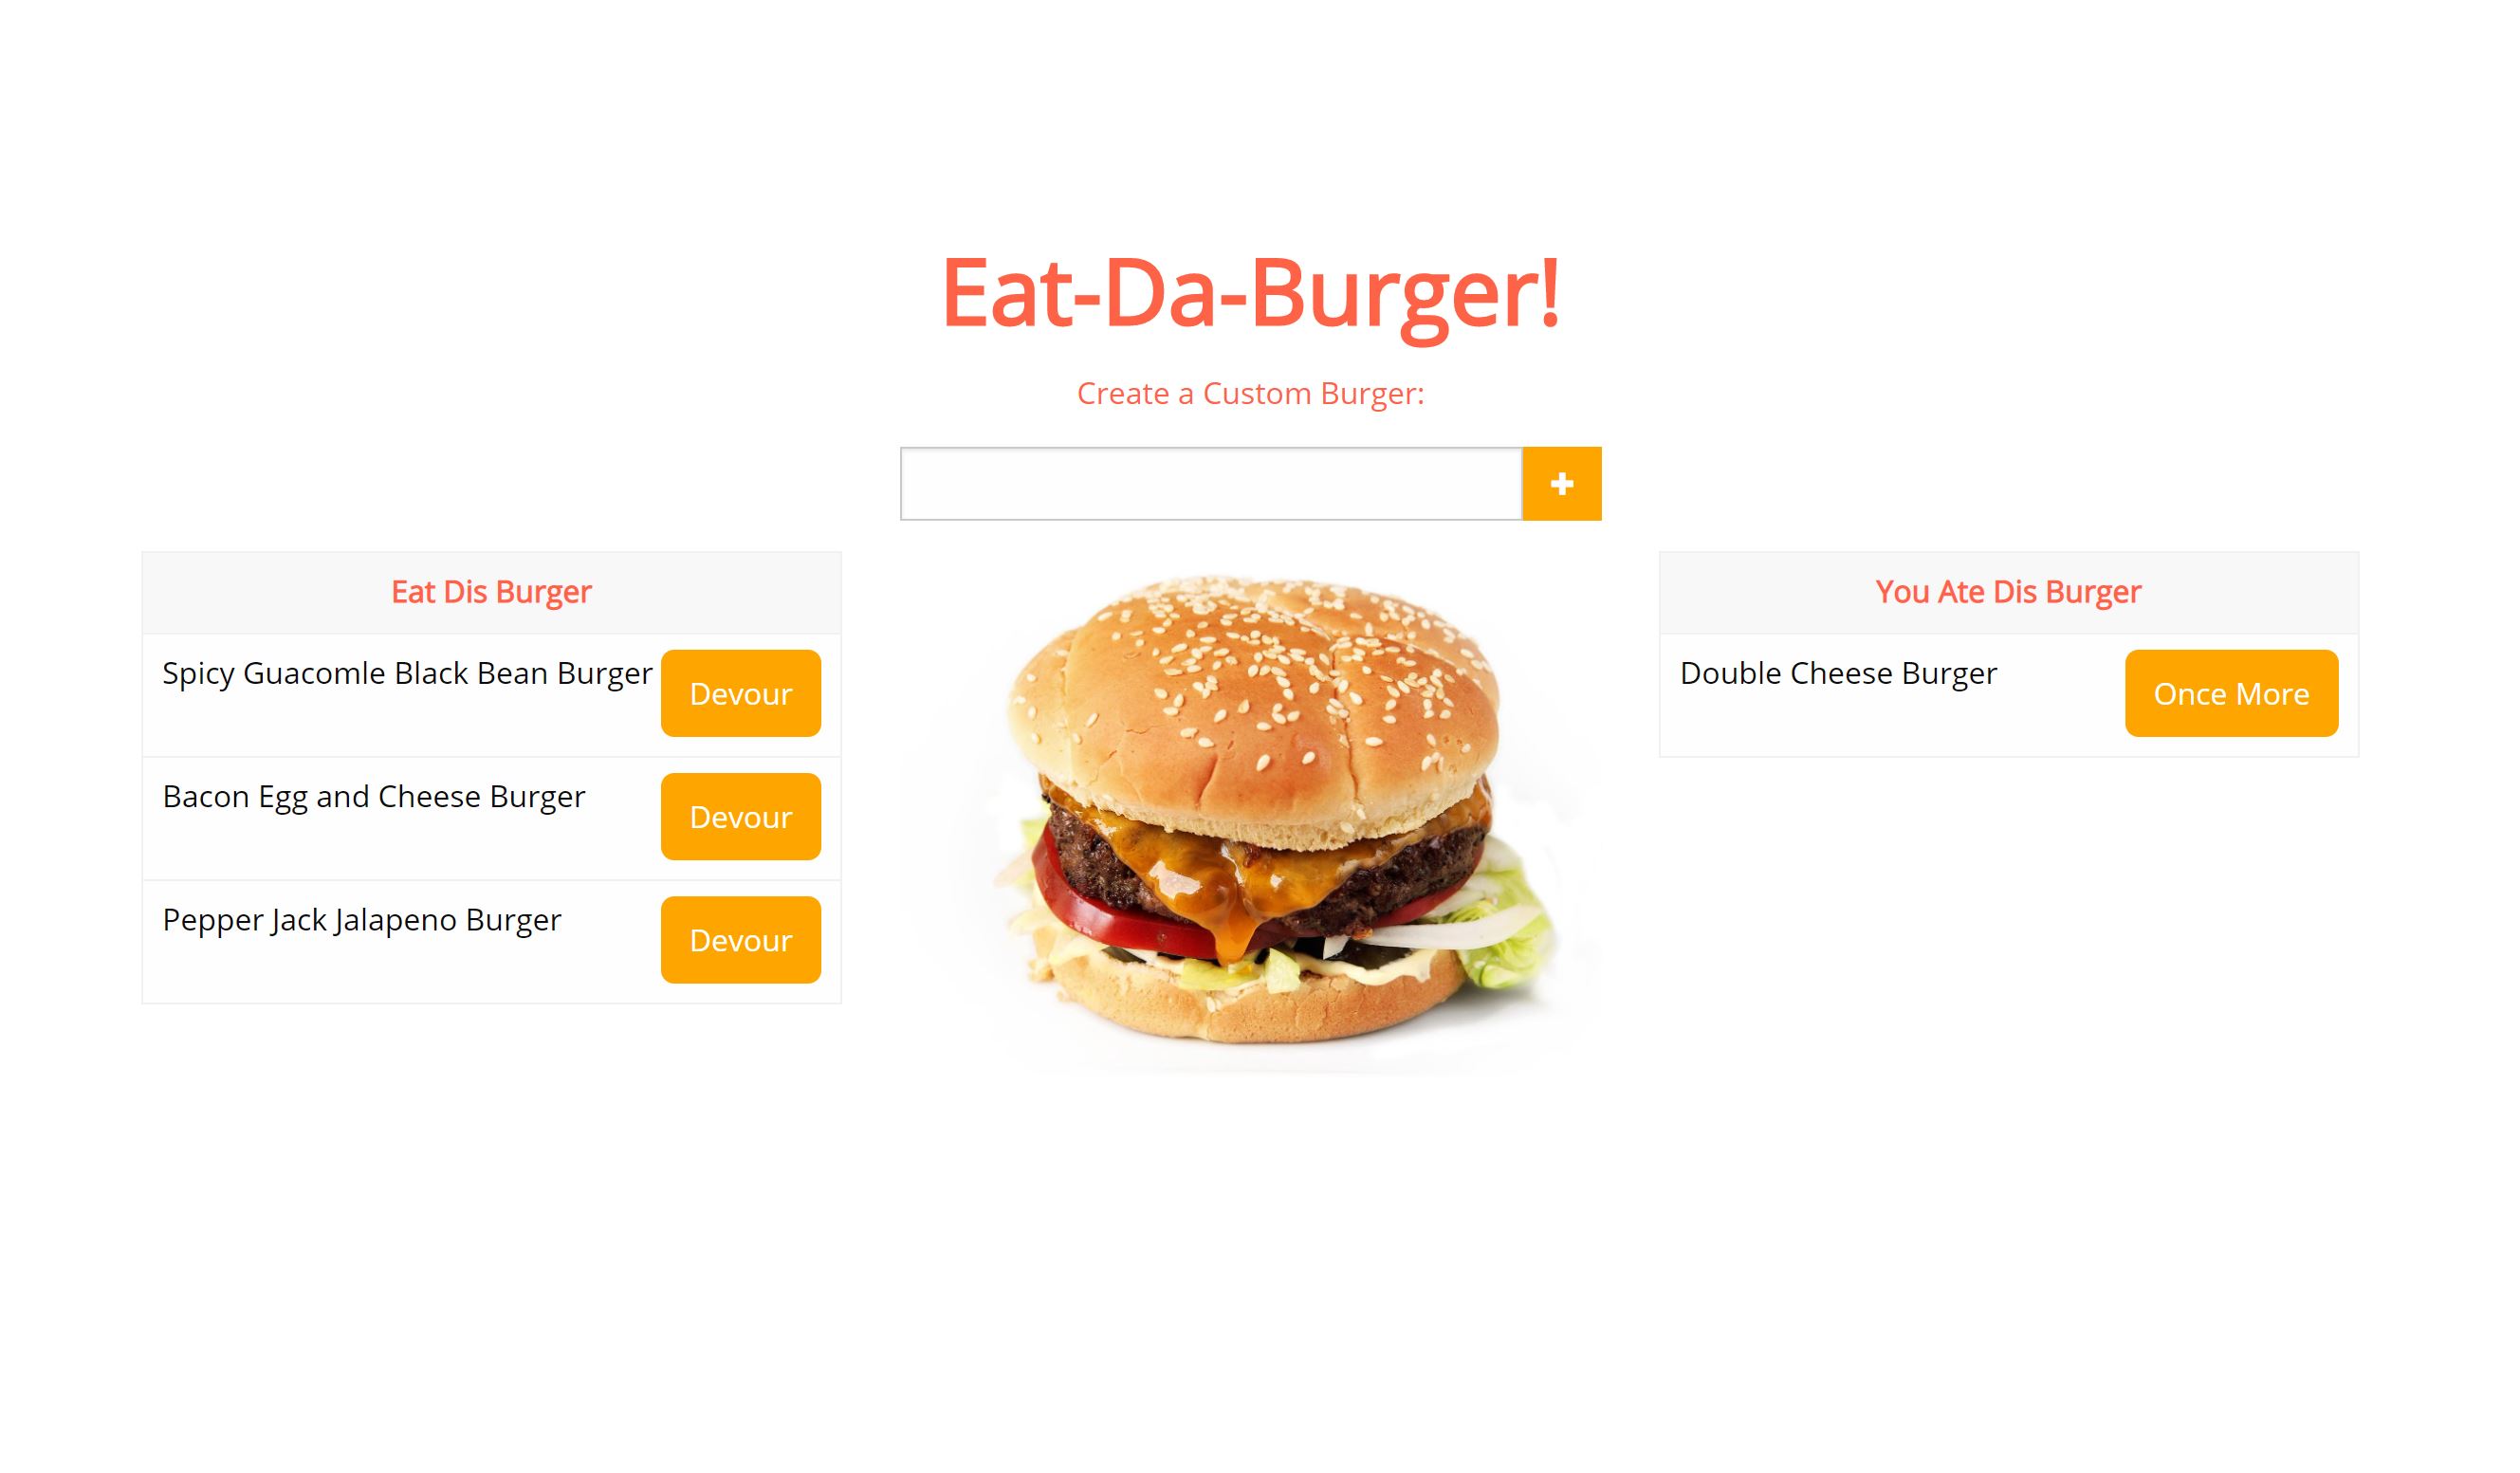 Eat-Da-Burger!
Create a Custom Burger:
Eat Dis Burger
Spicy Guacomle Black Bean Burger
Devour
Bacon Egg and Cheese Burger
Devour
Pepper Jack Jalapeno Burger
Devour
You Ate Dis Burger
Double Cheese Burger
Once More